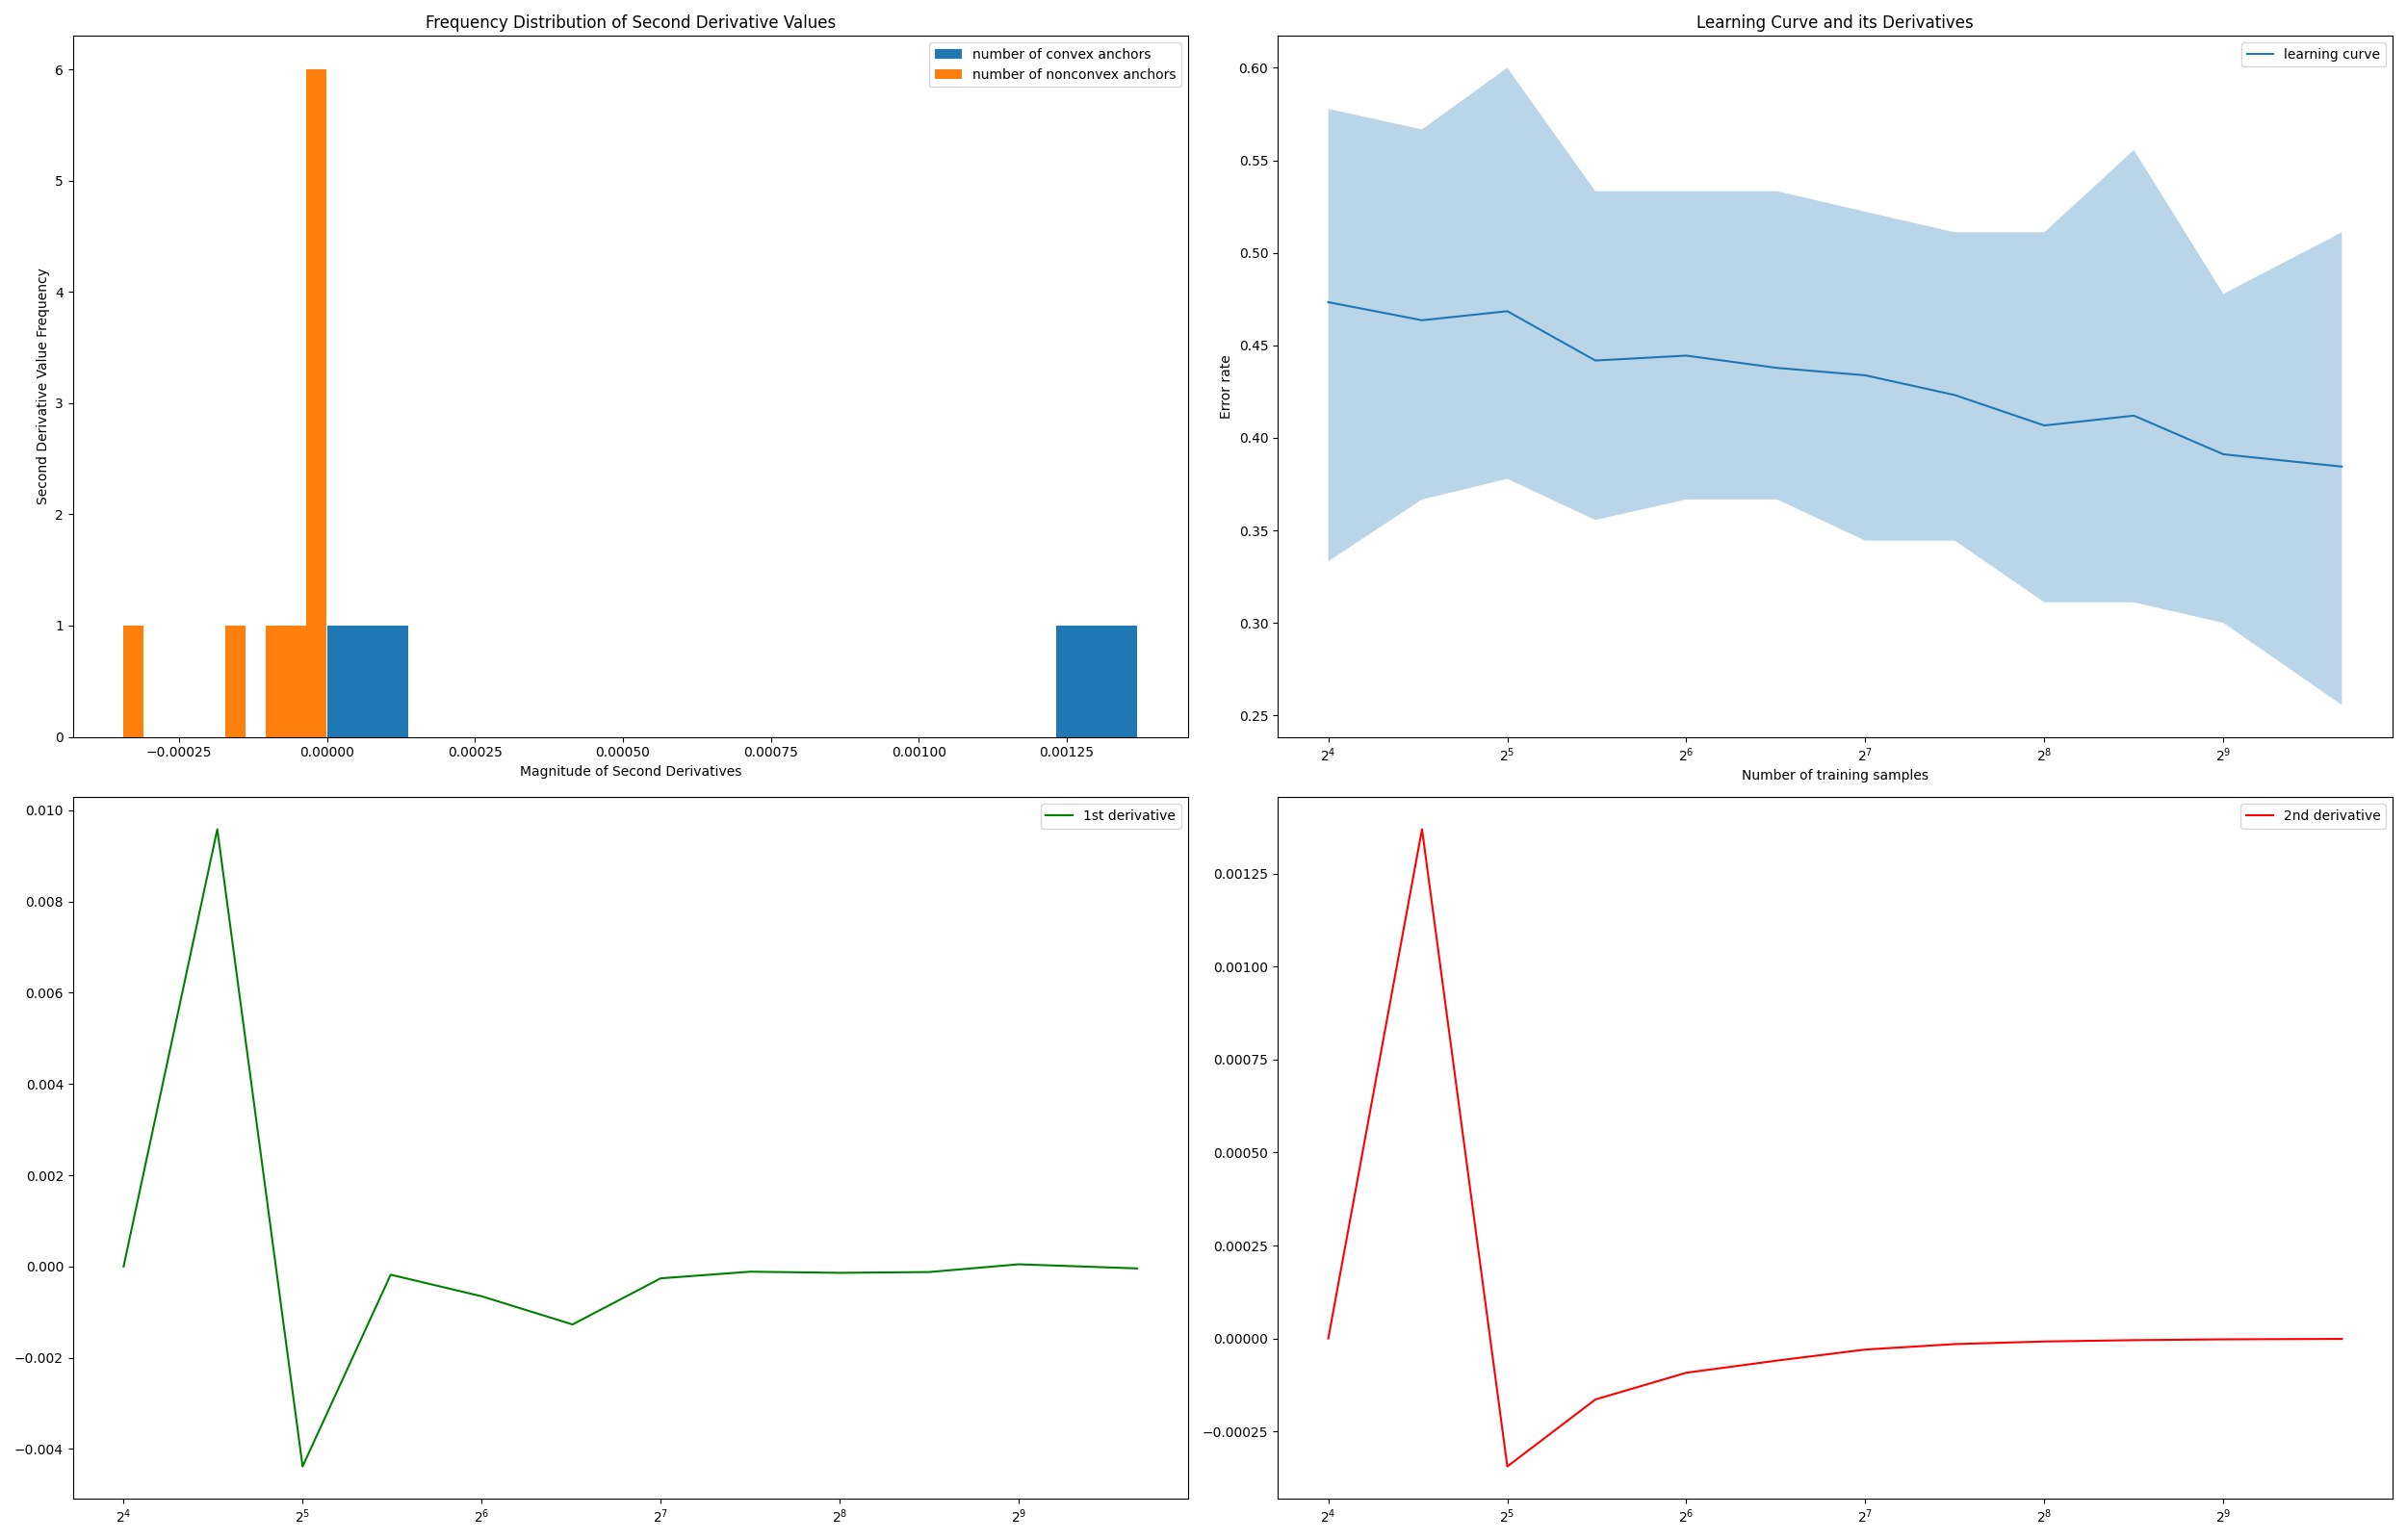 Frequency Distribution of Second Derivative Values
number of convex anchors
number of nonconvex anchors
6
5
4
3
2
1
0
Second Derivative Value Frequency
−0.00025 0.00000 0.00025 0.00050 0.00075 0.00100 0.00125
Magnitude of Second Derivatives
Learning Curve and its Derivatives
learning curve
0.60
0.55
0.50
0.45
0.40
0.35
0.30
0.25
Error rate
2⁴ 2⁵ 2⁶ 2⁷ 2⁸ 2⁹
Number of training samples
1st derivative
0.010
0.008
0.006
0.004
0.002
0.000
−0.002
−0.004
2⁴ 2⁵ 2⁶ 2⁷ 2⁸ 2⁹
2nd derivative
0.00125
0.00100
0.00075
0.00050
0.00025
0.00000
−0.00025
2⁴ 2⁵ 2⁶ 2⁷ 2⁸ 2⁹